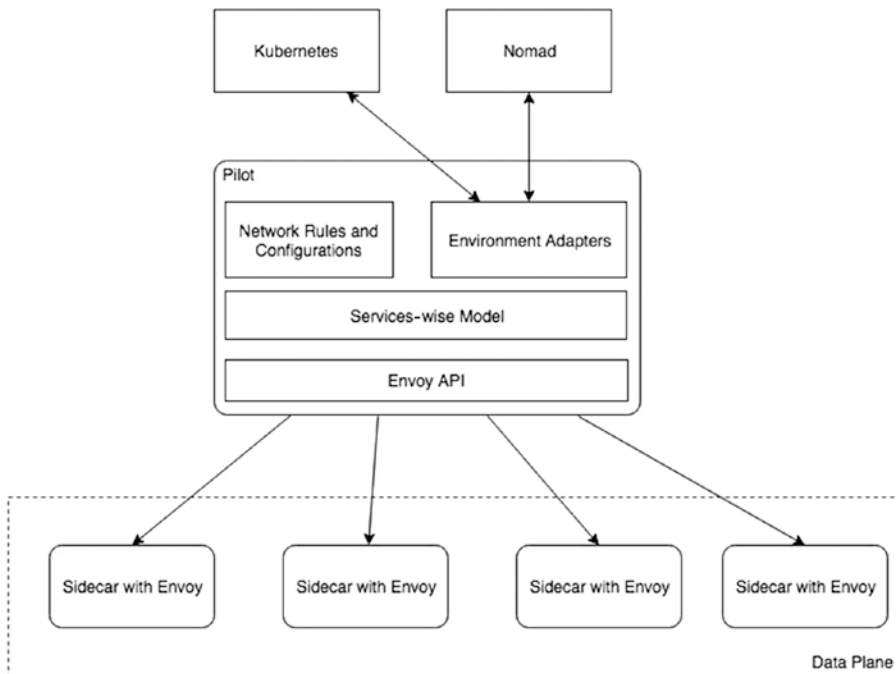 Kubernetes
Nomad
Pilot
Network Rules and
Configurations
Environment Adapters
Services-wise Model
Envoy API
Sidecar with Envoy
Sidecar with Envoy
Sidecar with Envoy
Sidecar with Envoy
Data Plane